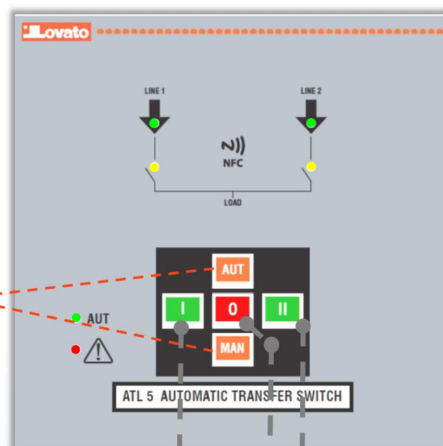 Lovato
LINE 1
LINE 2
NFC
LOAD
AUT
I
0
II
AUT
MAN
ATL 5 AUTOMATIC TRANSFER SWITCH